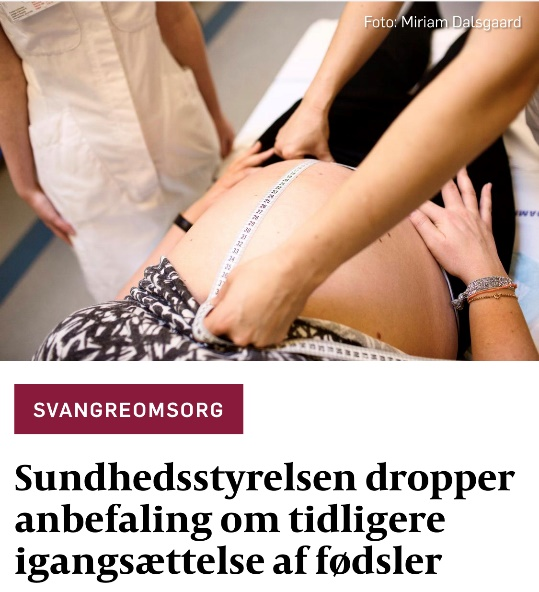 Foto: Miriam Dalsgaard
SVANGREOMSORG
Sundhedsstyrelsen dropper
anbefaling om tidligere
igangsættelse af fødsler